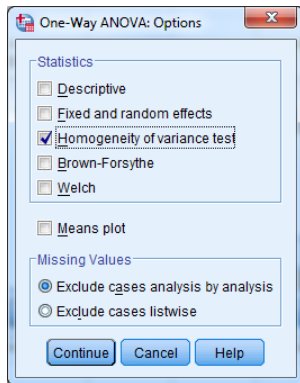 One-Way ANOVA: Options
Statistics
Descriptive
Fixed and random effects
Homogeneity of variance test
Brown-Forsythe
Welch
Means plot
Missing Values
Exclude cases analysis by analysis
Exclude cases listwise
Continue Cancel Help